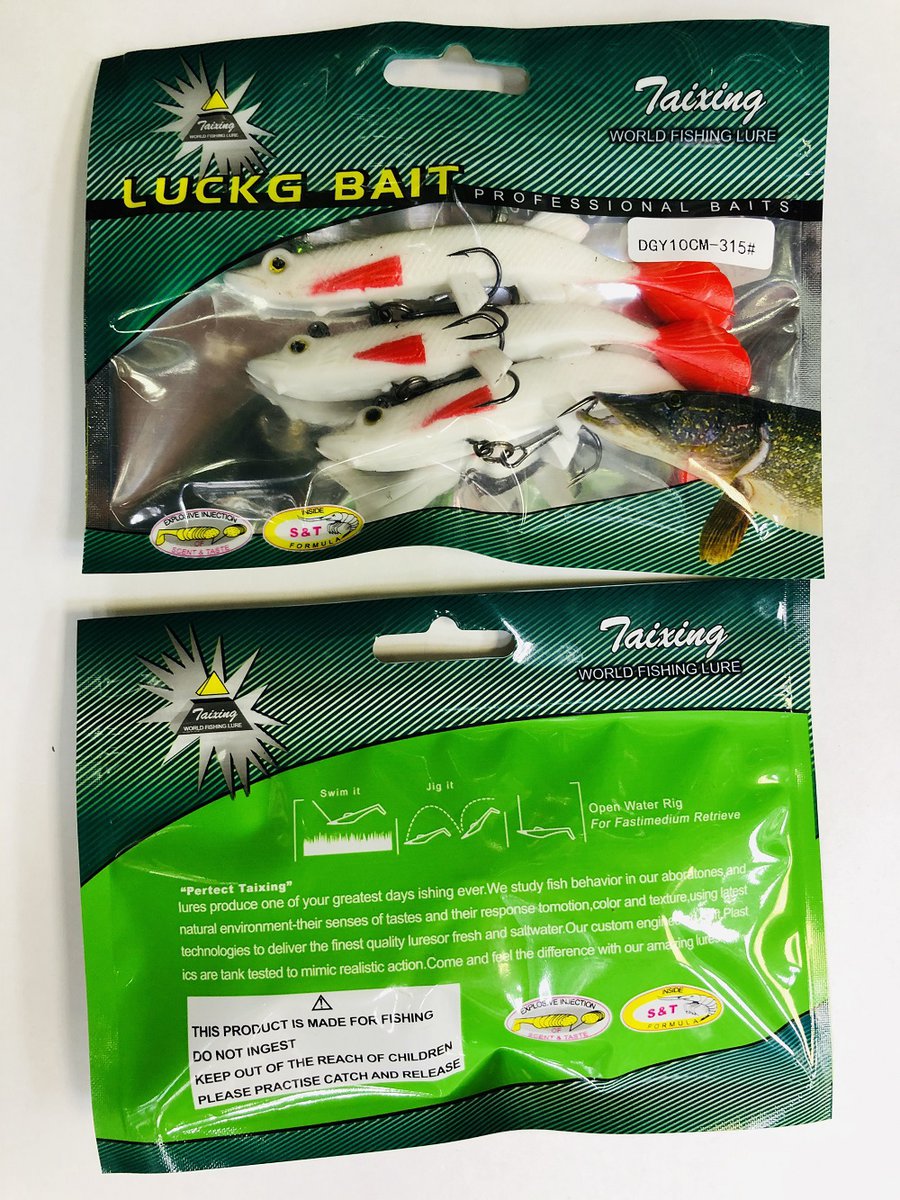 Taixing
WORLD FISHING LURE
Taixing
WORLD FISHING LURE
LUCKG BAIT
PROFESSIONAL BAITS
DGY10CM-315#
EXPLOSIVE INJECTION
OF
SCENT & TASTE
INSIDE
S&T
FORMULA
Taixing
WORLD FISHING LURE
Taixing
WORLD FISHING LURE
Swim it
Jig it
Open Water Rig
For Fastimedium Retrieve
"Pertect Taixing"
lures produce one of your greatest days ishing ever.We study fish behavior in our aboratones,and
natural environment-their senses of tastes and their response tomotion,color and texture,using latest
technologies to deliver the finest quality luresor fresh and saltwater.Our custom Plast
ics are tank tested to mimic realistic action.Come and feel the difference with our amazing
THIS PRODUCT IS MADE FOR FISHING
DO NOT INGEST
KEEP OUT OF THE REACH OF CHILDREN
PLEASE PRACTISE CATCH AND RELEASE
EXPLOSIVE INJECTION
OF
SCENT & TASTE
INSIDE
S&T
FORMULA